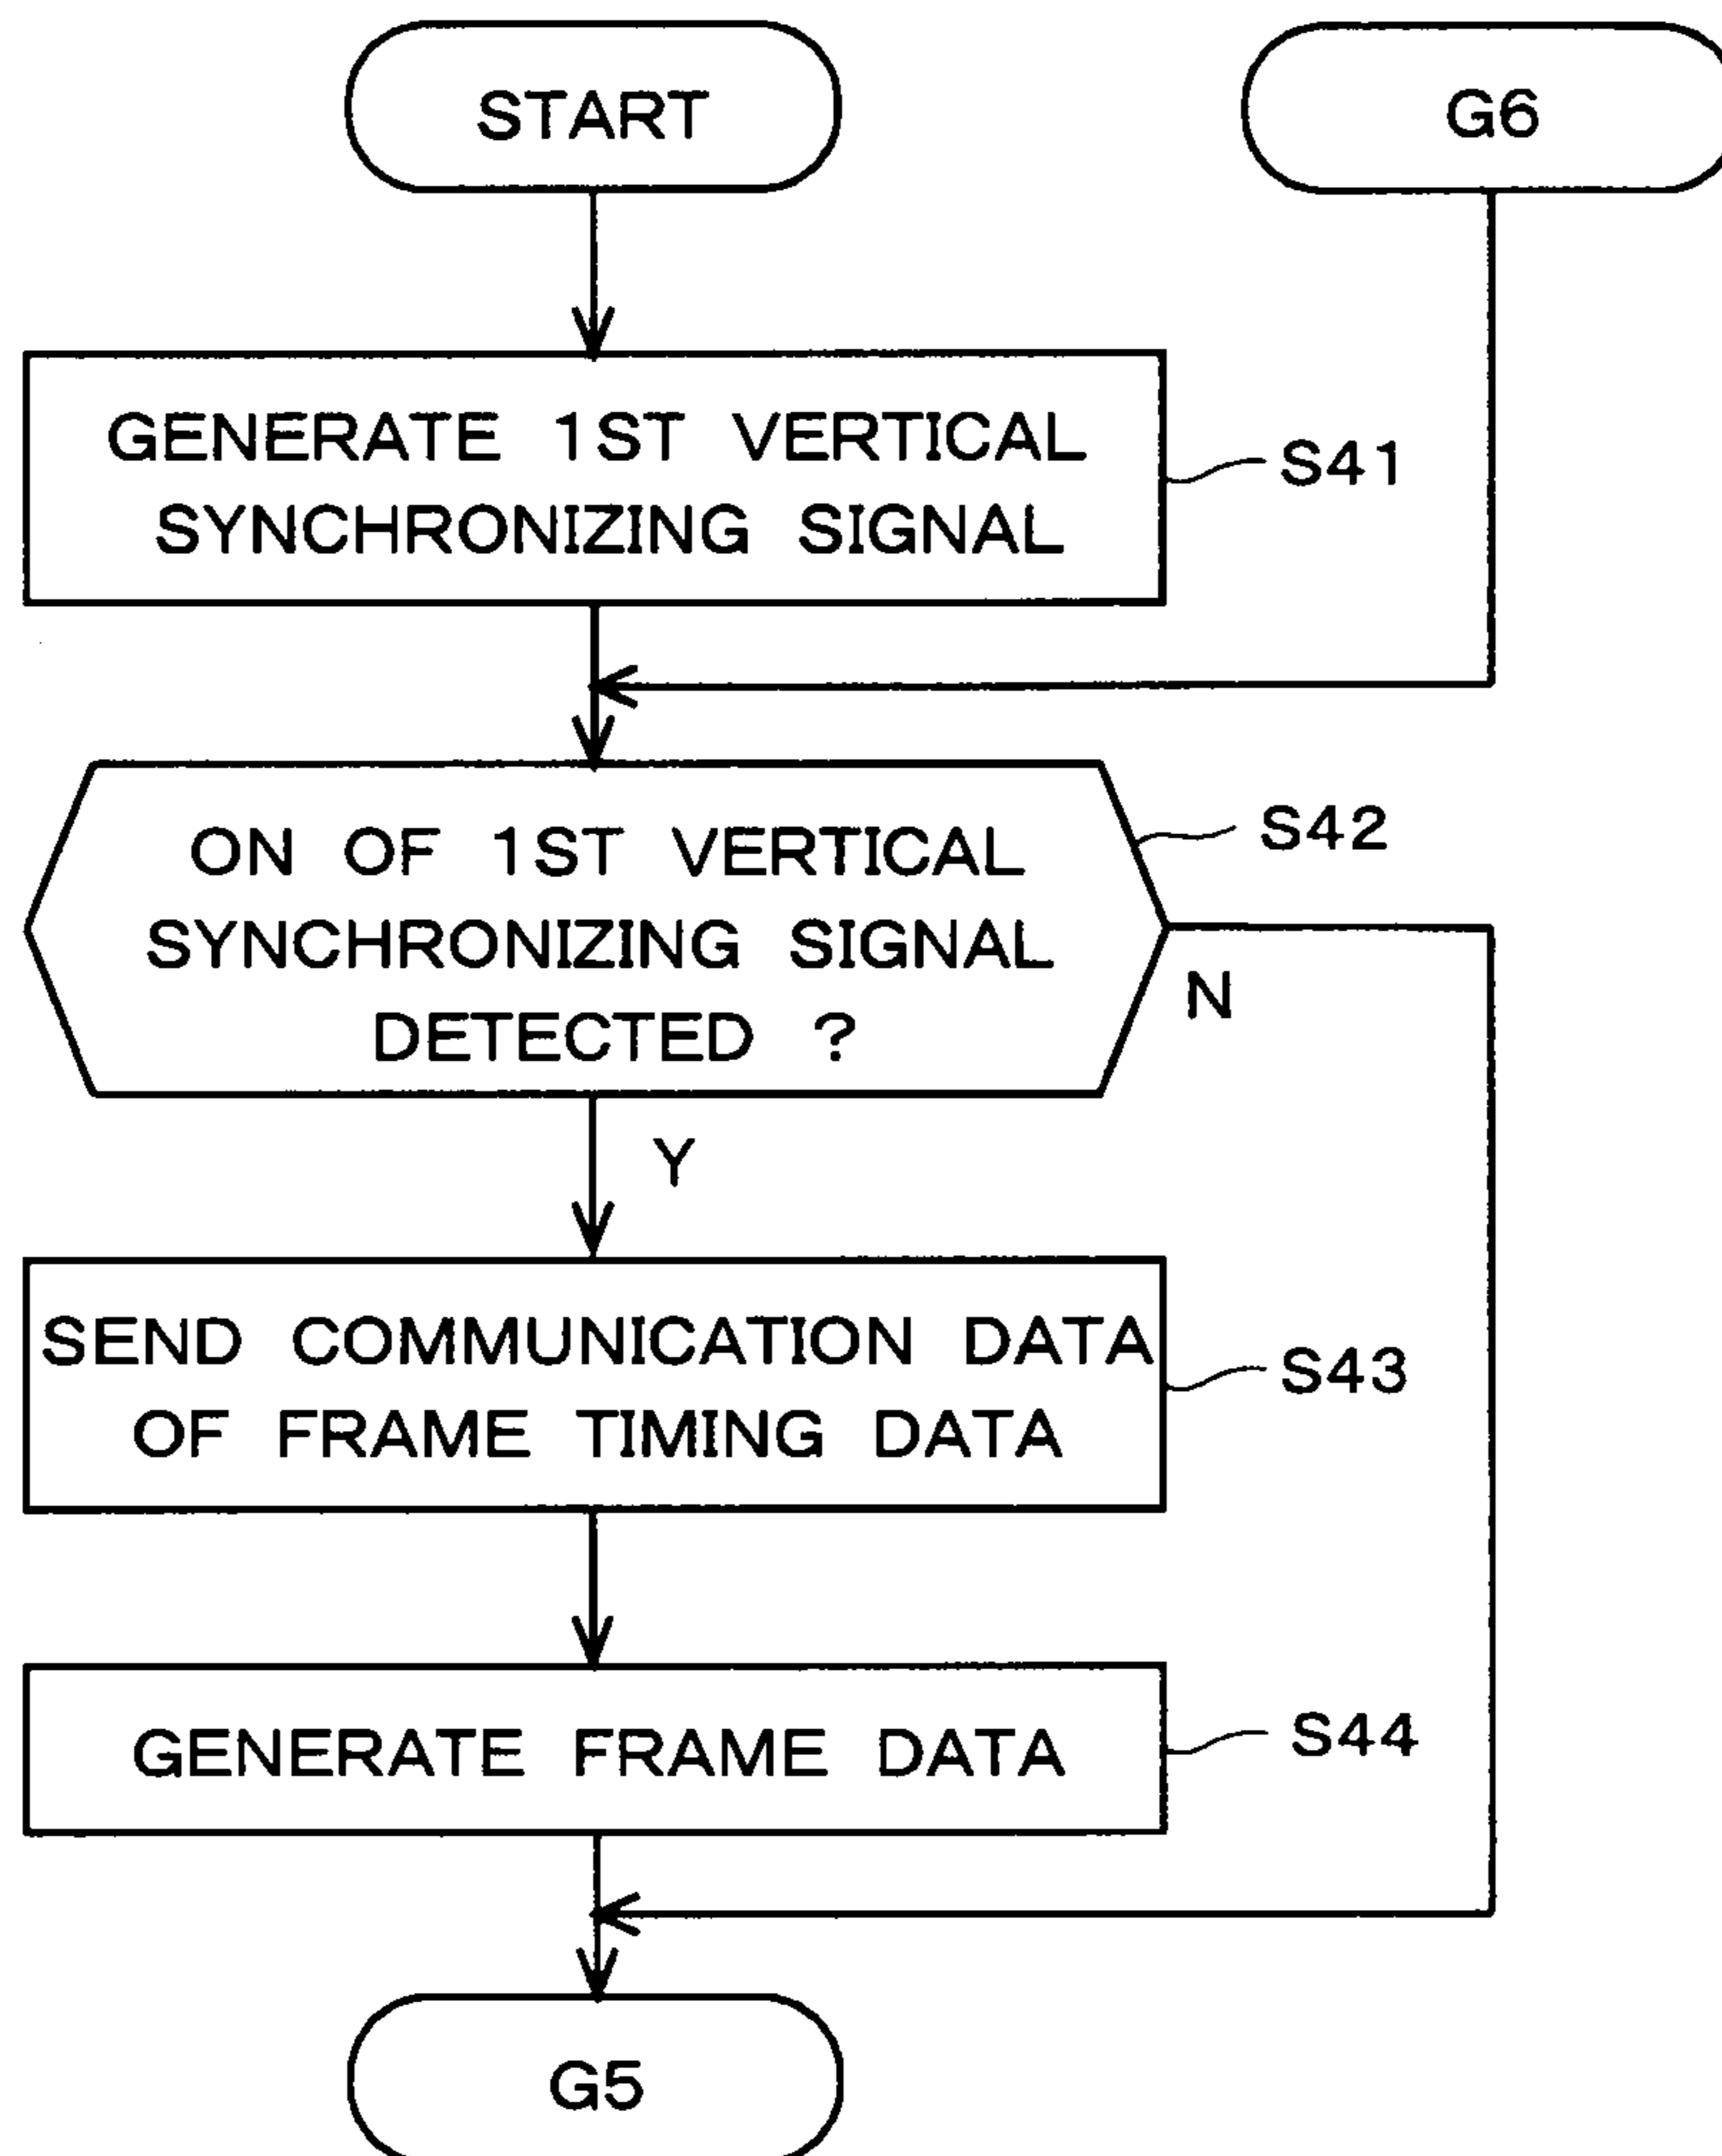 START
G6
GENERATE 1ST VERTICAL
SYNCHRONIZING SIGNAL
S41
ON OF 1ST VERTICAL
SYNCHRONIZING SIGNAL
DETECTED ?
S42
N
Y
SEND COMMUNICATION DATA
OF FRAME TIMING DATA
S43
GENERATE FRAME DATA
S44
G5